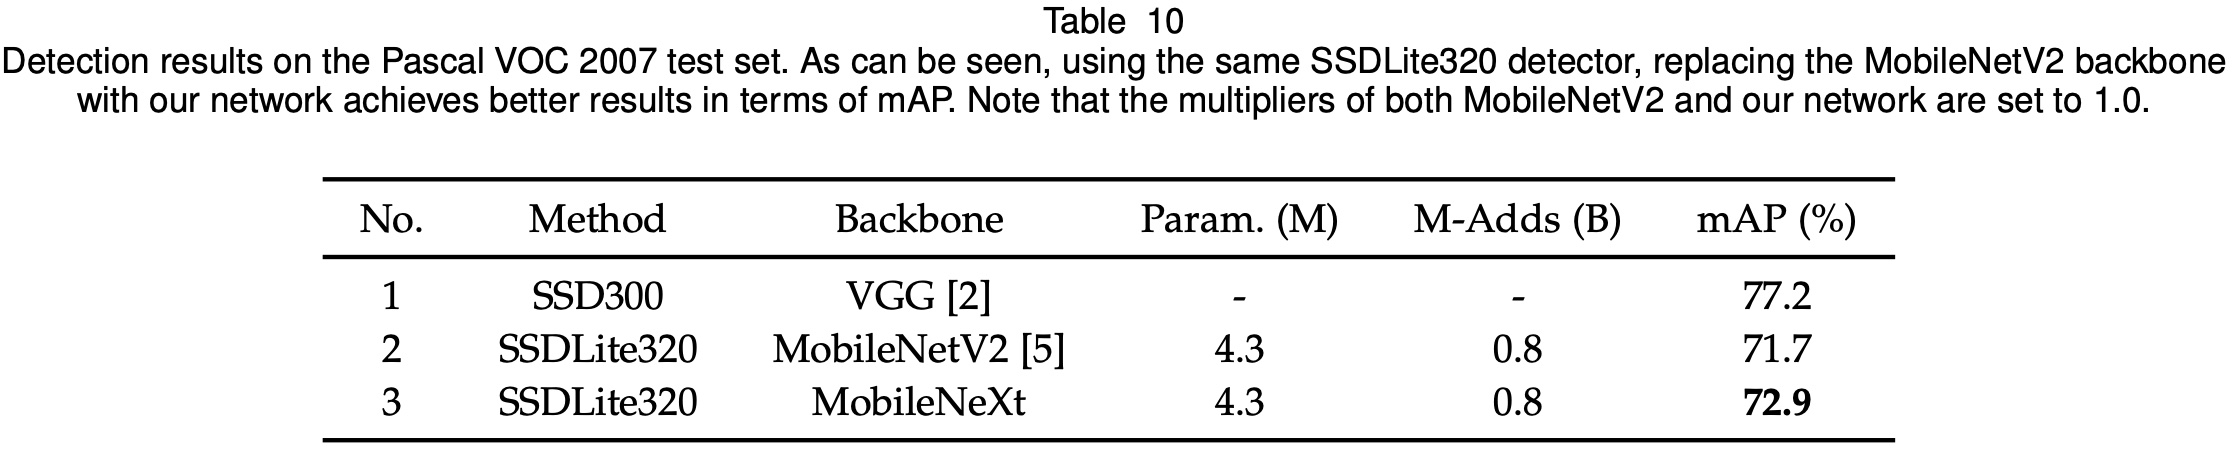 Table 10
Detection results on the Pascal VOC 2007 test set. As can be seen, using the same SSDLite320 detector, replacing the MobileNetV2 backbone
with our network achieves better results in terms of mAP. Note that the multipliers of both MobileNetV2 and our network are set to 1.0.
No. Method Backbone Param. (M) M-Adds (B) mAP (%)
1 SSD300 VGG [2] - - 77.2
2 SSDLite320 MobileNetV2 [5] 4.3 0.8 71.7
3 SSDLite320 MobileNeXt 4.3 0.8 72.9